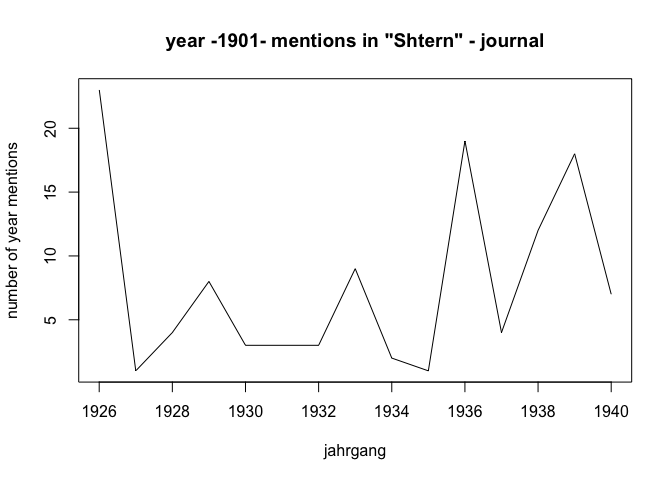 year -1901- mentions in "Shtern" - journal
number of year mentions
20
15
10
5
1926 1928 1930 1932 1934 1936 1938 1940
jahrgang